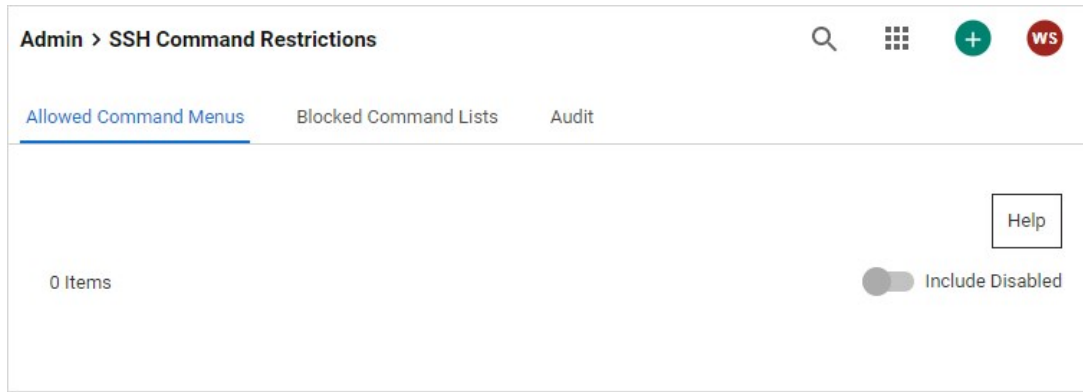 Admin > SSH Command Restrictions
WS
Allowed Command Menus Blocked Command Lists Audit
Help
0 Items
Include Disabled